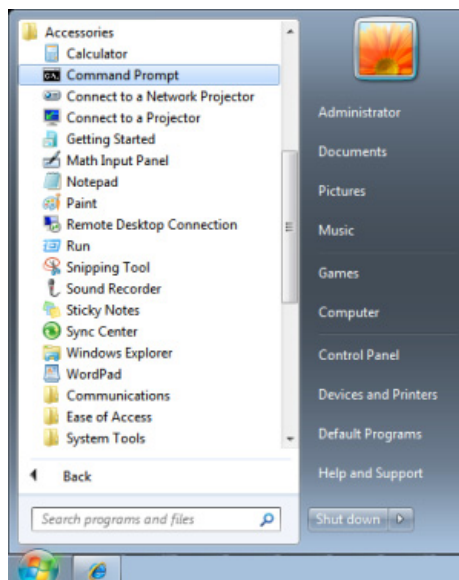 Accessories
Calculator
Command Prompt
Connect to a Network Projector
Connect to a Projector
Getting Started
Math Input Panel
Notepad
Paint
Remote Desktop Connection
Run
Snipping Tool
Sound Recorder
Sticky Notes
Sync Center
Windows Explorer
WordPad
Communications
Ease of Access
System Tools
Back
Search programs and files
Administrator
Documents
Pictures
Music
Games
Computer
Control Panel
Devices and Printers
Default Programs
Help and Support
Shut down